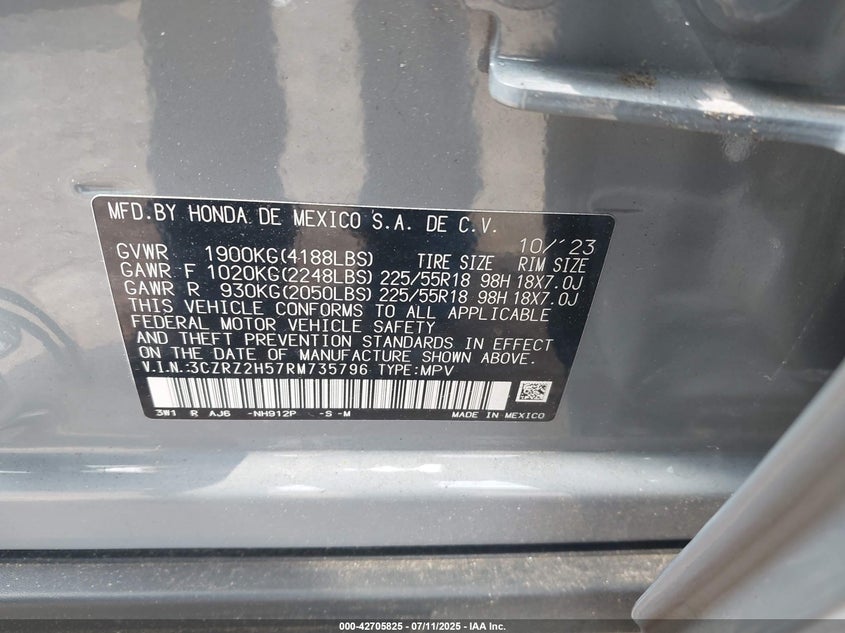 MFD.BY HONDA DE MEXICO S.A. DE C.V. 10/'23
GVWR 1900KG(4188LBS) TIRE SIZE RIM SIZE
GAWR F 1020KG(2248LBS) 225/55R18 98H 18X7.0J
GAWR R 930KG(2050LBS) 225/55R18 98H 18X7.0J
THIS VEHICLE CONFORMS TO ALL APPLICABLE
FEDERAL MOTOR VEHICLE SAFETY
AND THEFT PREVENTION STANDARDS IN EFFECT
ON THE DATE OF MANUFACTURE SHOWN ABOVE.
V.I.N.:3CZRZ2H57RM735796 TYPE:MPV
3W1 R AJ6 -NH912P -S -M MADE IN MEXICO
000-42705825 - 07/11/2025 - IAA Inc.